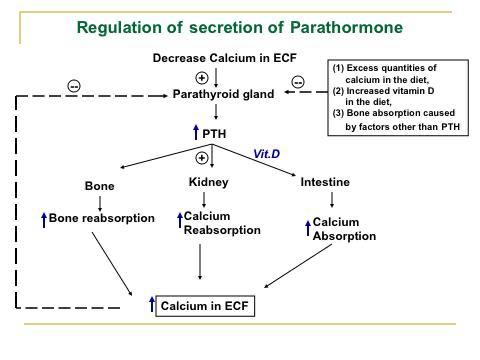 Regulation of secretion of Parathormone
Decrease Calcium in ECF
+
--
--
Parathyroid gland
(1) Excess quantities of
calcium in the diet,
(2) Increased vitamin D
in the diet,
(3) Bone absorption caused
by factors other than PTH
PTH
+
Vit.D
Bone
Kidney
Intestine
Bone reabsorption
Calcium
Reabsorption
Calcium
Absorption
Calcium in ECF